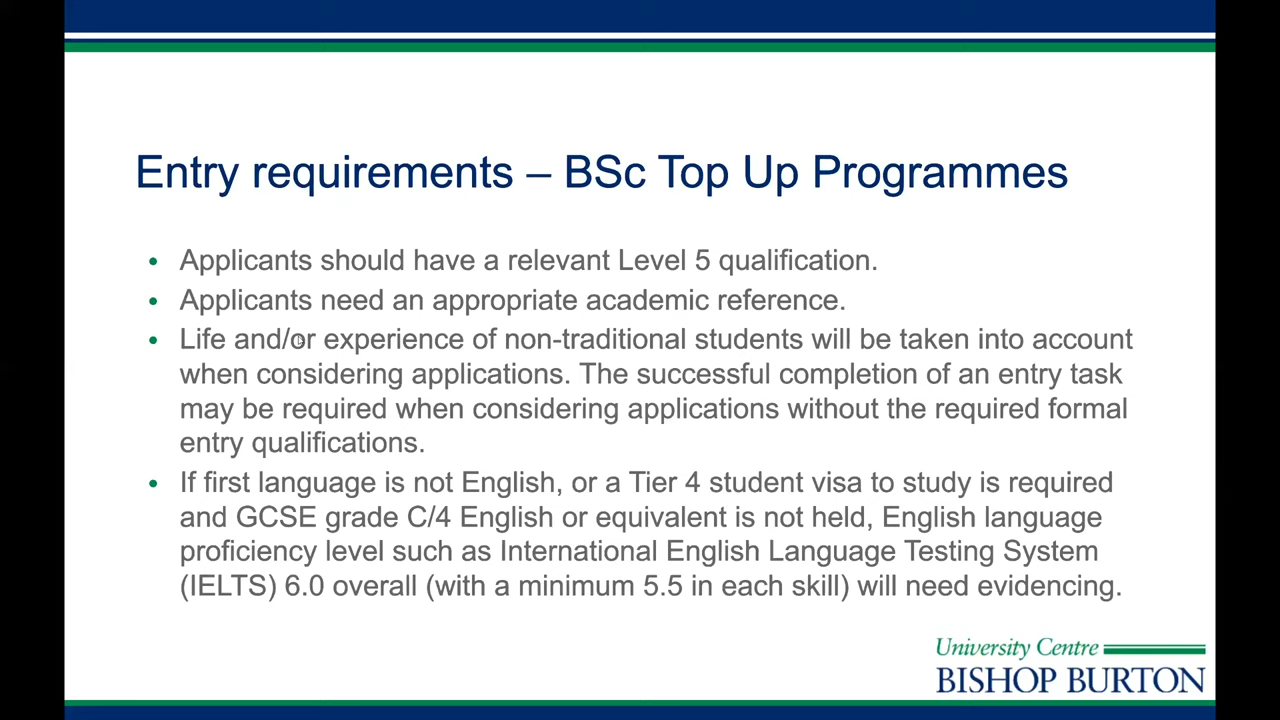 Entry requirements – BSc Top Up Programmes
• Applicants should have a relevant Level 5 qualification.
• Applicants need an appropriate academic reference.
• Life and/or experience of non-traditional students will be taken into account
when considering applications. The successful completion of an entry task
may be required when considering applications without the required formal
entry qualifications.
• If first language is not English, or a Tier 4 student visa to study is required
and GCSE grade C/4 English or equivalent is not held, English language
proficiency level such as International English Language Testing System
(IELTS) 6.0 overall (with a minimum 5.5 in each skill) will need evidencing.
University Centre
BISHOP BURTON